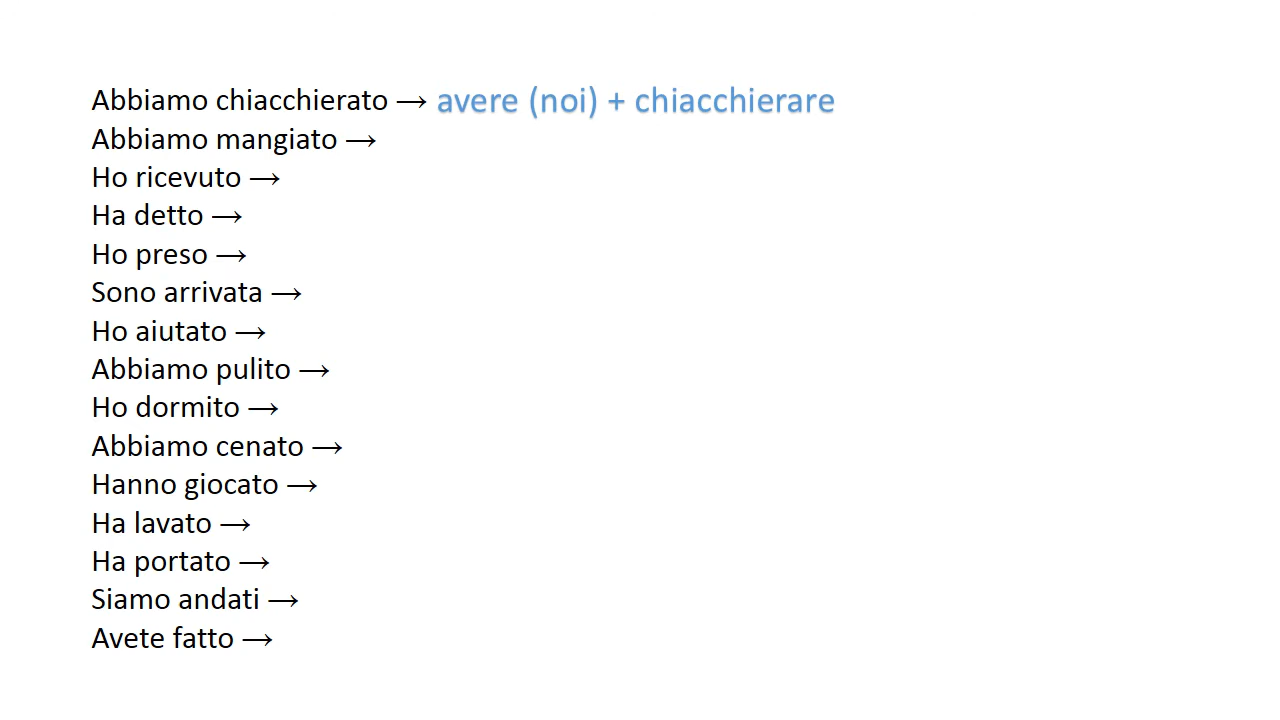 Abbiamo chiacchierato → avere (noi) + chiacchierare
Abbiamo mangiato →
Ho ricevuto →
Ha detto →
Ho preso →
Sono arrivata →
Ho aiutato →
Abbiamo pulito →
Ho dormito →
Abbiamo cenato →
Hanno giocato →
Ha lavato →
Ha portato →
Siamo andati →
Avete fatto →